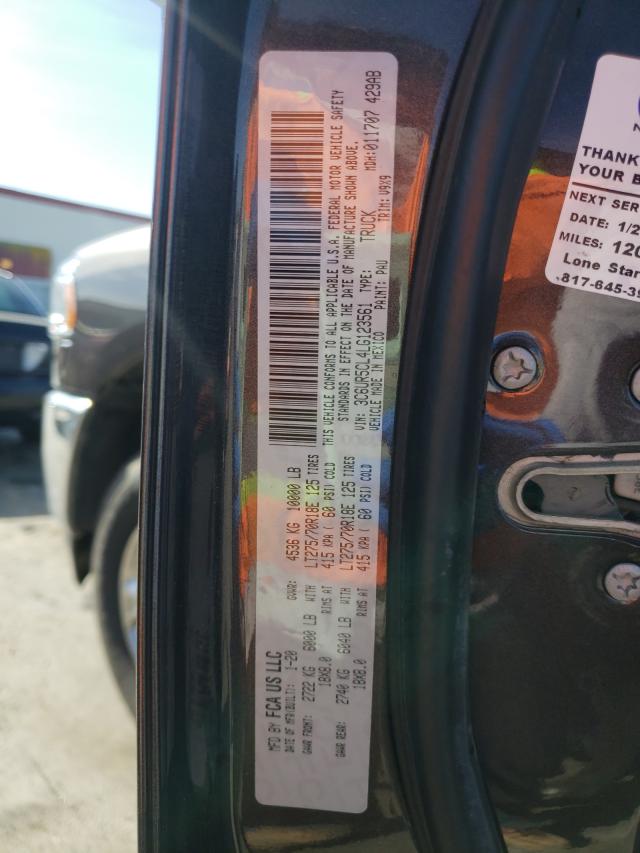 MFD BY FCA US LLC
DATE OF MFR(BUILT): 1-20 GVWR: 4536 KG 10000 LB
GAWR FRONT: 2722 KG 6000 LB WITH LT275/70R18E 125 TIRES
18X8.0 RIMS AT 415 KPA ( 60 PSI) COLD
GAWR REAR: 2740 KG 6040 LB WITH LT275/70R18E 125 TIRES
18X8.0 RIMS AT 415 KPA ( 60 PSI) COLD
THIS VEHICLE CONFORMS TO ALL APPLICABLE U.S.A. FEDERAL MOTOR VEHICLE SAFETY
STANDARDS IN EFFECT ON THE DATE OF MANUFACTURE SHOWN ABOVE.
VIN: 3C6UR5CL4LG123561 TYPE: TRUCK MDH:011707 429AB
VEHICLE MADE IN MEXICO PAINT: PAU TRIM: V9X9
THANK
YOUR B
NEXT SER
DATE: 1/2
MILES: 120
Lone Star
817-645-39